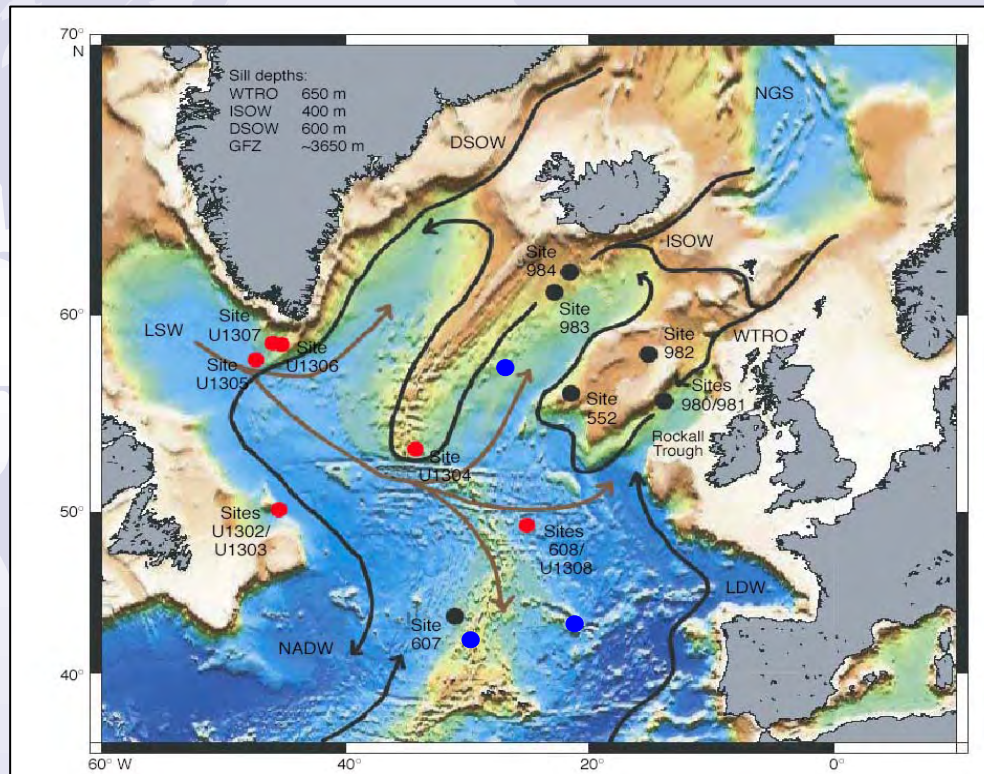 70°
N
60°
50°
40°
60° W
40°
20°
0°
Sill depths:
WTRO 650 m
ISOW 400 m
DSOW 600 m
GFZ ~3650 m
NGS
DSOW
ISOW
Site
984
Site
983
Site
982
WTRO
Sites
980/981
Site
552
Rockall
Trough
Site
U1307
LSW
Site
U1306
Site
U1305
Site
U1304
Sites
U1302/
U1303
Sites
608/
U1308
LDW
Site
607
NADW